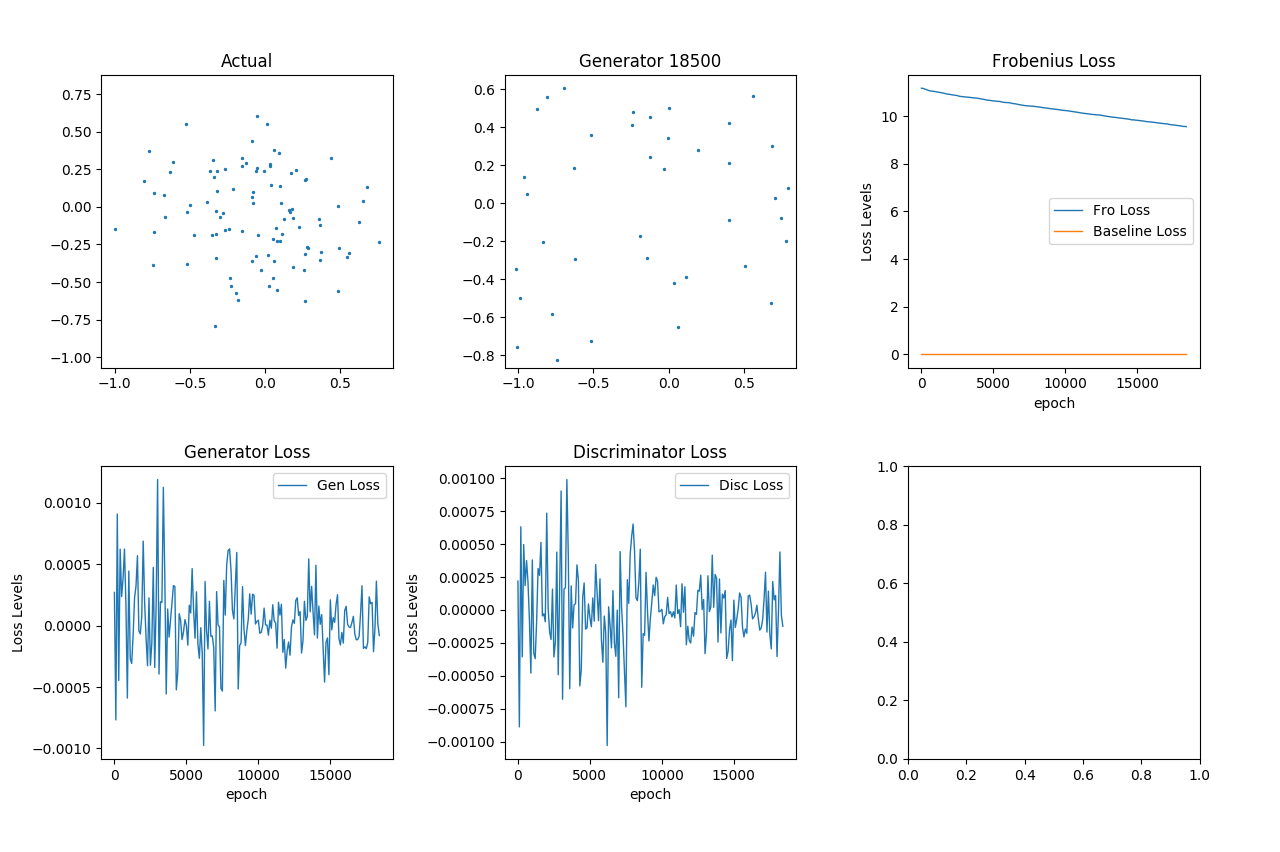 Actual
0.75
0.50
0.25
0.00
−0.25
−0.50
−0.75
−1.00
−1.0 −0.5 0.0 0.5
Generator 18500
0.6
0.4
0.2
0.0
−0.2
−0.4
−0.6
−0.8
−1.0 −0.5 0.0 0.5
Frobenius Loss
Loss Levels
10
8
6
4
2
0
Fro Loss
Baseline Loss
0 5000 10000 15000
epoch
Generator Loss
Loss Levels
0.0010
0.0005
0.0000
−0.0005
−0.0010
Gen Loss
0 5000 10000 15000
epoch
Discriminator Loss
Loss Levels
0.00100
0.00075
0.00050
0.00025
0.00000
−0.00025
−0.00050
−0.00075
−0.00100
Disc Loss
0 5000 10000 15000
epoch
1.0
0.8
0.6
0.4
0.2
0.0
0.0 0.2 0.4 0.6 0.8 1.0